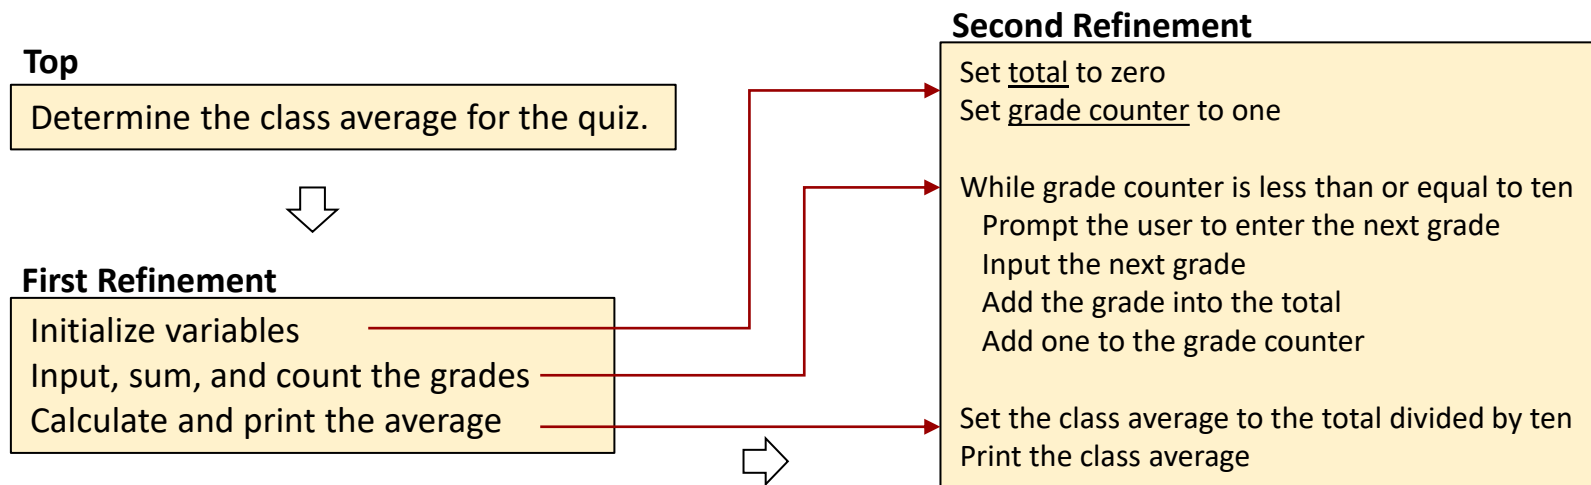 Top
Determine the class average for the quiz.
First Refinement
Initialize variables
Input, sum, and count the grades
Calculate and print the average
Second Refinement
Set total to zero
Set grade counter to one
While grade counter is less than or equal to ten
Prompt the user to enter the next grade
Input the next grade
Add the grade into the total
Add one to the grade counter
Set the class average to the total divided by ten
Print the class average